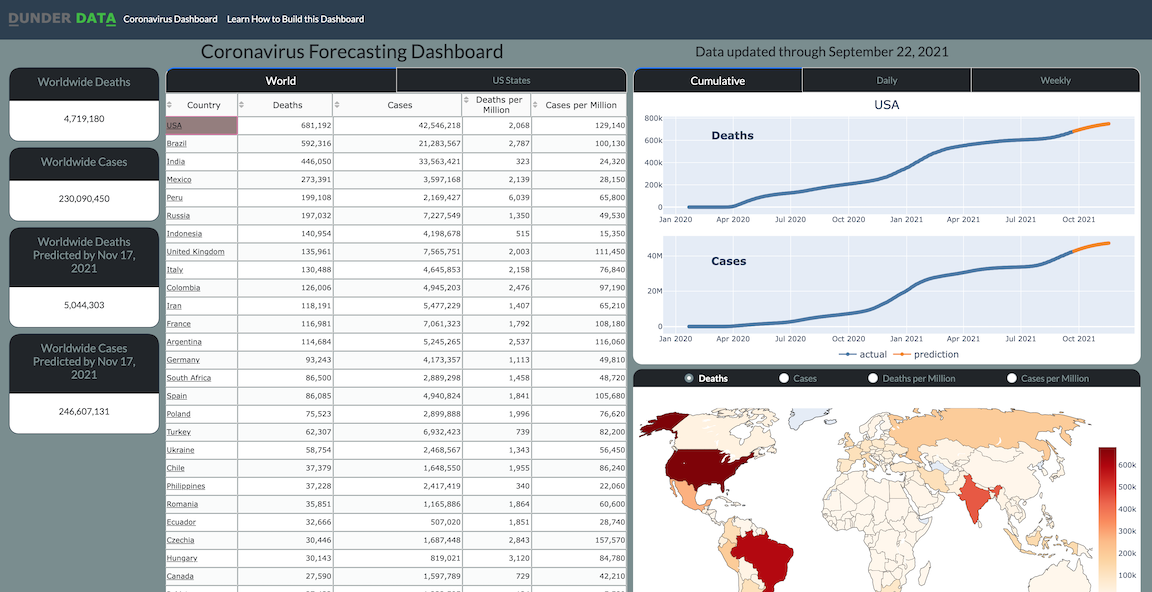 DUNDER DATA Coronavirus Dashboard Learn How to Build this Dashboard
Coronavirus Forecasting Dashboard
Data updated through September 22, 2021
Worldwide Deaths
4,719,180
Worldwide Cases
230,090,450
Worldwide Deaths
Predicted by Nov 17,
2021
5,044,303
Worldwide Cases
Predicted by Nov 17,
2021
246,607,131
World US States
Country Deaths Cases Deaths per Million Cases per Million
USA 681,192 42,546,218 2,068 129,140
Brazil 592,316 21,283,567 2,787 100,130
India 446,050 33,563,421 323 24,320
Mexico 273,391 3,597,168 2,139 28,150
Peru 199,108 2,169,427 6,039 65,800
Russia 197,032 7,227,549 1,350 49,530
Indonesia 140,954 4,198,678 515 15,350
United Kingdom 135,961 7,565,751 2,003 111,450
Italy 130,488 4,645,853 2,158 76,840
Colombia 126,006 4,945,203 2,476 97,190
Iran 118,191 5,477,229 1,407 65,210
France 116,981 7,061,323 1,792 108,180
Argentina 114,684 5,245,265 2,537 116,060
Germany 93,243 4,173,357 1,113 49,810
South Africa 86,500 2,889,298 1,458 48,720
Spain 86,085 4,940,824 1,841 105,680
Poland 75,523 2,899,888 1,996 76,620
Turkey 62,307 6,932,423 739 82,200
Ukraine 58,754 2,468,567 1,343 56,450
Chile 37,379 1,648,550 1,955 86,240
Philippines 37,228 2,417,419 340 22,060
Romania 35,851 1,165,886 1,864 60,600
Ecuador 32,666 507,020 1,851 28,740
Czechia 30,446 1,687,448 2,843 157,570
Hungary 30,143 819,021 3,120 84,780
Canada 27,590 1,597,789 729 42,210
Cumulative Daily Weekly
USA
Deaths
800k
600k
400k
200k
0
Jan 2020 Apr 2020 Jul 2020 Oct 2020 Jan 2021 Apr 2021 Jul 2021 Oct 2021
Cases
40M
20M
0
Jan 2020 Apr 2020 Jul 2020 Oct 2020 Jan 2021 Apr 2021 Jul 2021 Oct 2021
actual prediction
Deaths Cases Deaths per Million Cases per Million
600k
500k
400k
300k
200k
100k